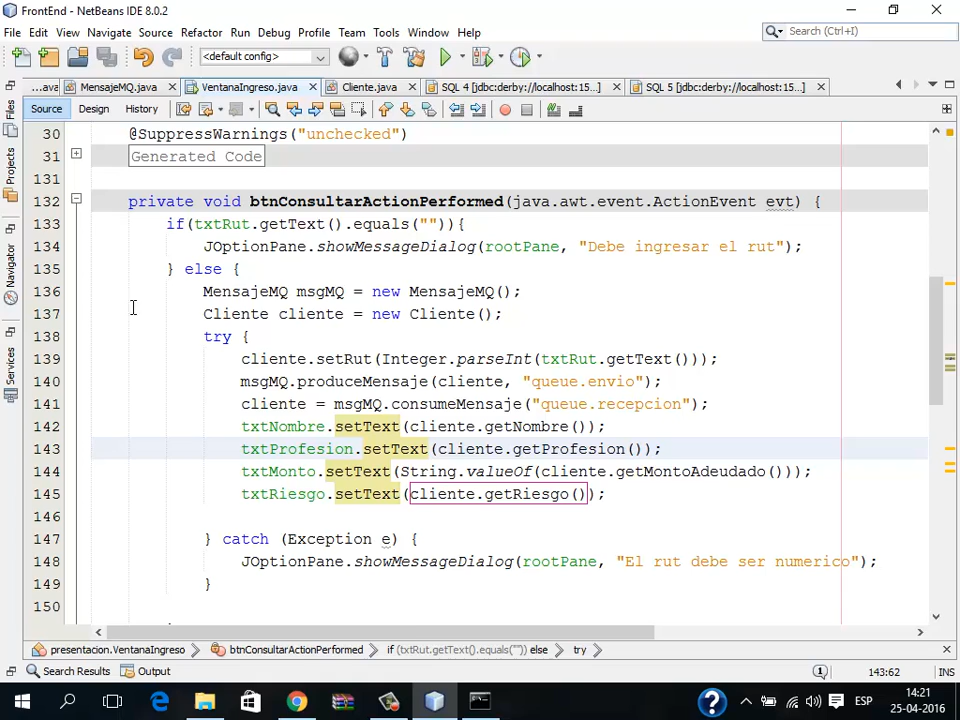 FrontEnd - NetBeans IDE 8.0.2
File Edit View Navigate Source Refactor Run Debug Profile Team Tools Window Help
Search (Ctrl+I)
<default config>
...ava MensajeMQ.java VentanaIngreso.java Cliente.java SQL 4 [jdbc:derby://localhost:15...] SQL 5 [jdbc:derby://localhost:15...]
Source Design History
Files
Projects
Navigator
Services
30 @SuppressWarnings("unchecked")
31 Generated Code
131
132 private void btnConsultarActionPerformed(java.awt.event.ActionEvent evt) {
133 if(txtRut.getText().equals("")){
134 JOptionPane.showMessageDialog(rootPane, "Debe ingresar el rut");
135 } else {
136 MensajeMQ msgMQ = new MensajeMQ();
137 Cliente cliente = new Cliente();
138 try {
139 cliente.setRut(Integer.parseInt(txtRut.getText()));
140 msgMQ.produceMensaje(cliente, "queue.envio");
141 cliente = msgMQ.consumeMensaje("queue.recepcion");
142 txtNombre.setText(cliente.getNombre());
143 txtProfesion.setText(cliente.getProfesion());
144 txtMonto.setText(String.valueOf(cliente.getMontoAdeudado()));
145 txtRiesgo.setText(cliente.getRiesgo());
146
147 } catch (Exception e) {
148 JOptionPane.showMessageDialog(rootPane, "El rut debe ser numerico");
149 }
150
presentacion.VentanaIngreso btnConsultarActionPerformed if (txtRut.getText().equals("")) else try
Search Results Output
1 143:62 INS
ESP
14:21
25-04-2016